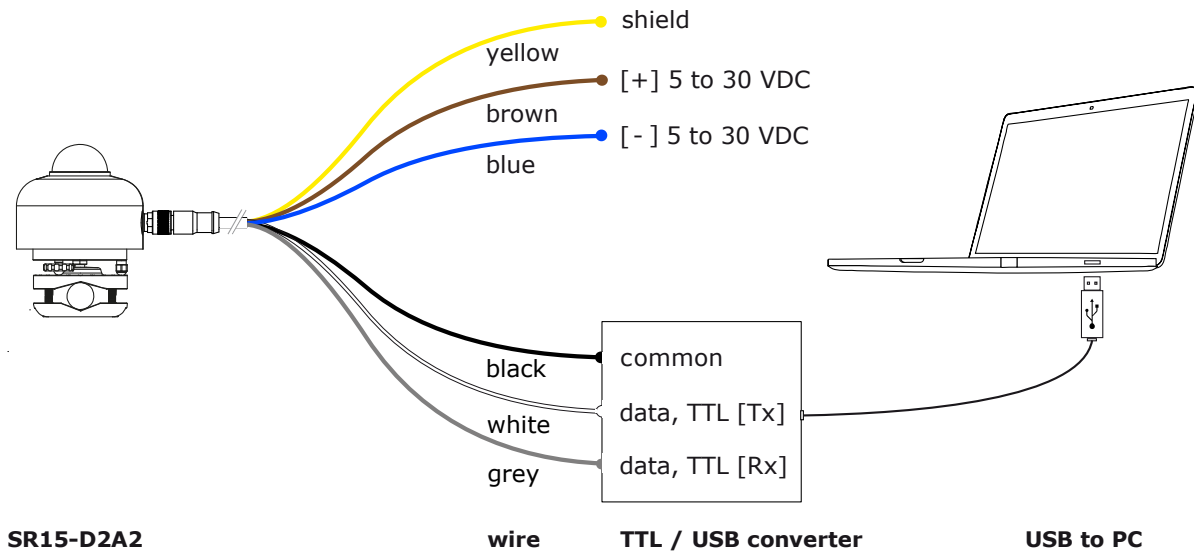 shield
yellow
[+] 5 to 30 VDC
brown
[-] 5 to 30 VDC
blue
black
common
white
data, TTL [Tx]
grey
data, TTL [Rx]
SR15-D2A2 wire TTL / USB converter USB to PC